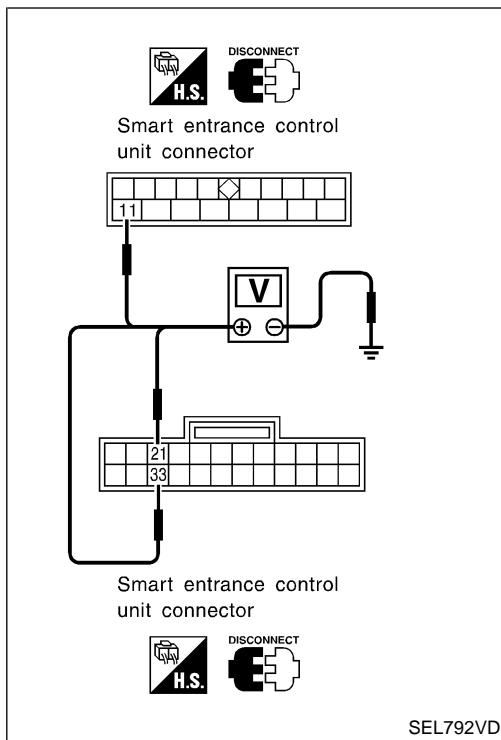 DISCONNECT
H.S.
Smart entrance control
unit connector
11
V
+ −
21
33
Smart entrance control
unit connector
DISCONNECT
H.S.
SEL792VD